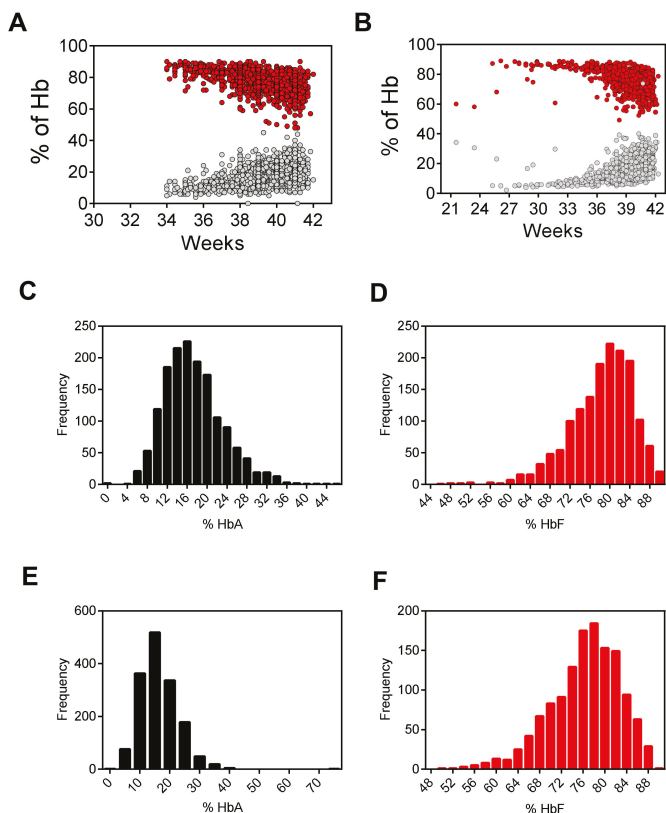 A
B
% of Hb
100
80
60
40
20
0
30 32 34 36 38 40 42
Weeks
% of Hb
100
80
60
40
20
0
21 24 27 30 33 36 39 42
Weeks
C
D
Frequency
250
200
150
100
50
0
0 4 8 12 16 20 24 28 32 36 40 44
% HbA
Frequency
250
200
150
100
50
0
44 48 52 56 60 64 68 72 76 80 84 88
% HbF
E
F
Frequency
600
400
200
0
0 10 20 30 40 50 60 70
% HbA
Frequency
200
150
100
50
0
48 52 56 60 64 68 72 76 80 84 88
% HbF